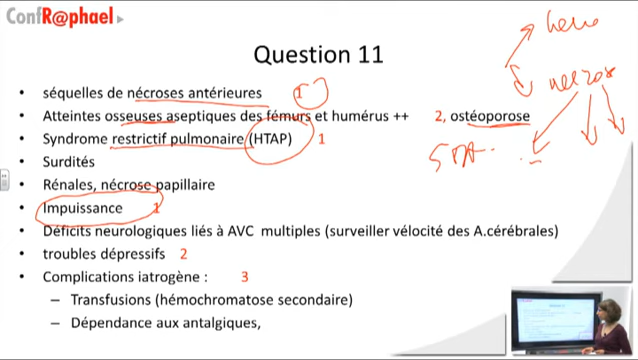 ConfR@phael
Question 11
• séquelles de nécroses antérieures 1
• Atteintes osseuses aseptiques des fémurs et humérus ++ 2, ostéoporose
• Syndrome restrictif pulmonaire (HTAP) 1
• Surdités
• Rénales, nécrose papillaire
• Impuissance 1
• Déficits neurologiques liés à AVC multiples (surveiller vélocité des A.cérébrales)
• troubles dépressifs 2
• Complications iatrogène : 3
– Transfusions (hémochromatose secondaire)
– Dépendance aux antalgiques,